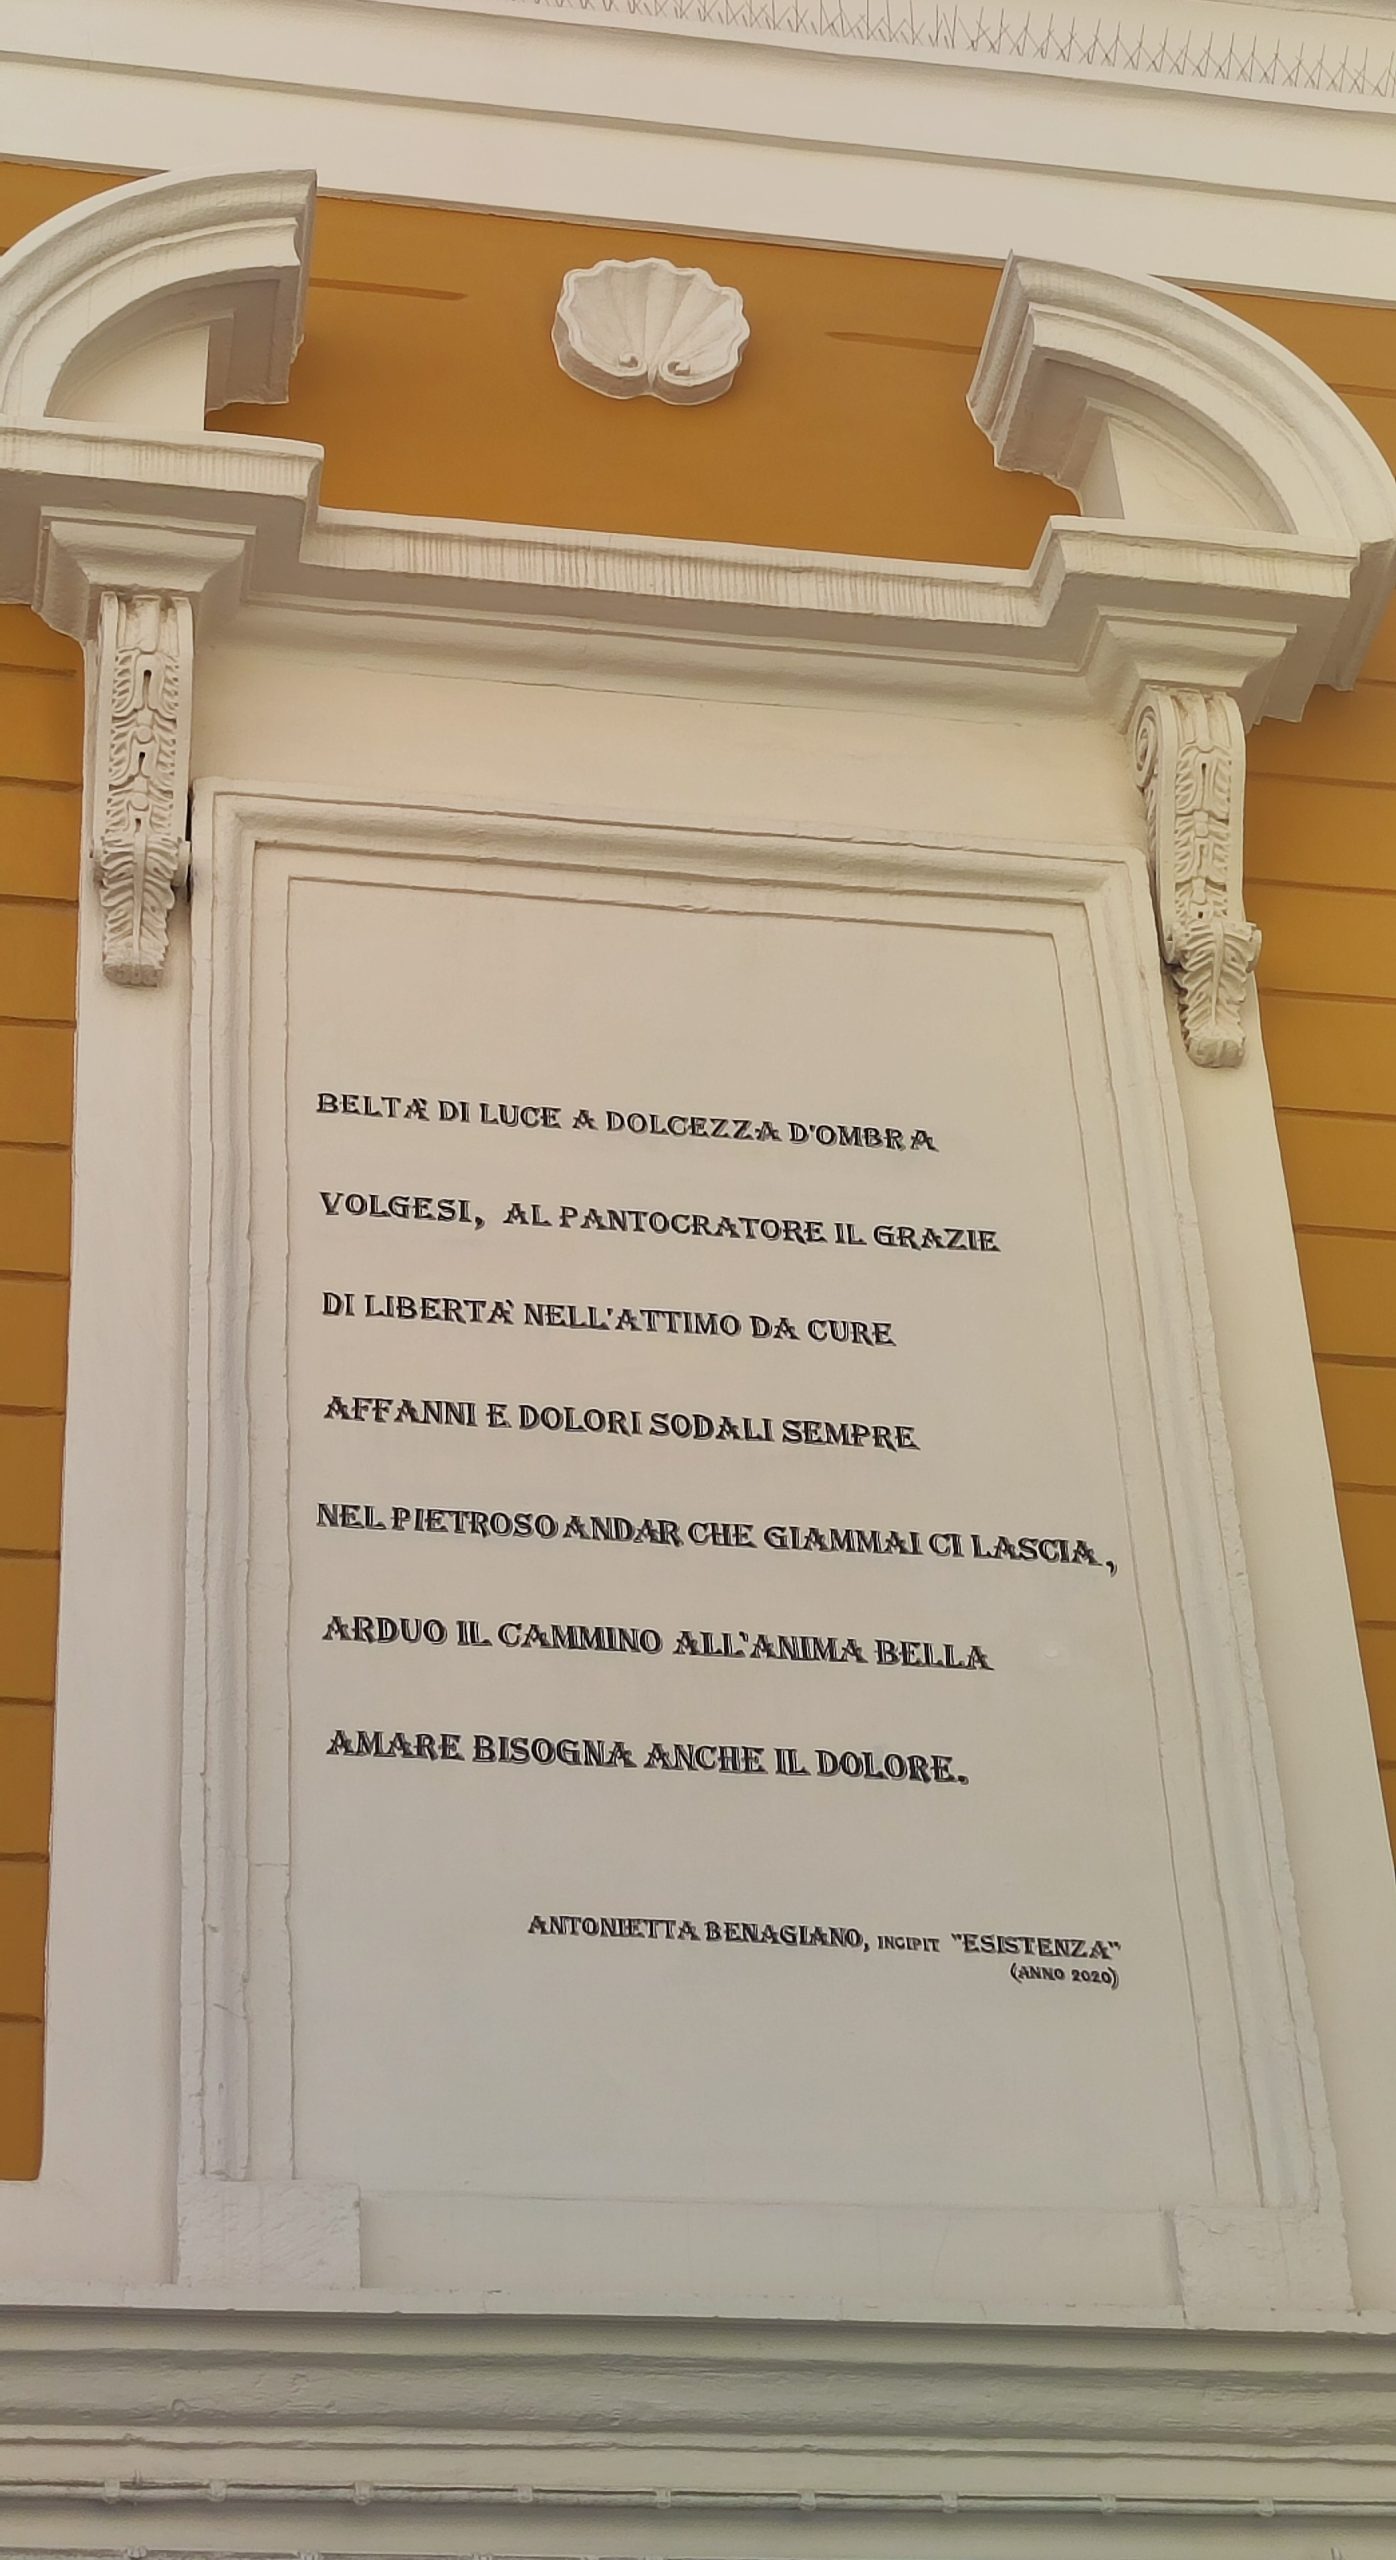 BELTA' DI LUCE A DOLCEZZA D'OMBRA
VOLGESI, AL PANTOCRATORE IL GRAZIE
DI LIBERTA' NELL'ATTIMO DA CURE
AFFANNI E DOLORI SODALI SEMPRE
NEL PIETROSO ANDAR CHE GIAMMAI CI LASCIA,
ARDUO IL CAMMINO ALL'ANIMA BELLA
AMARE BISOGNA ANCHE IL DOLORE.
ANTONIETTA BENAGIANO, INCIPIT "ESISTENZA"
(ANNO 2020)